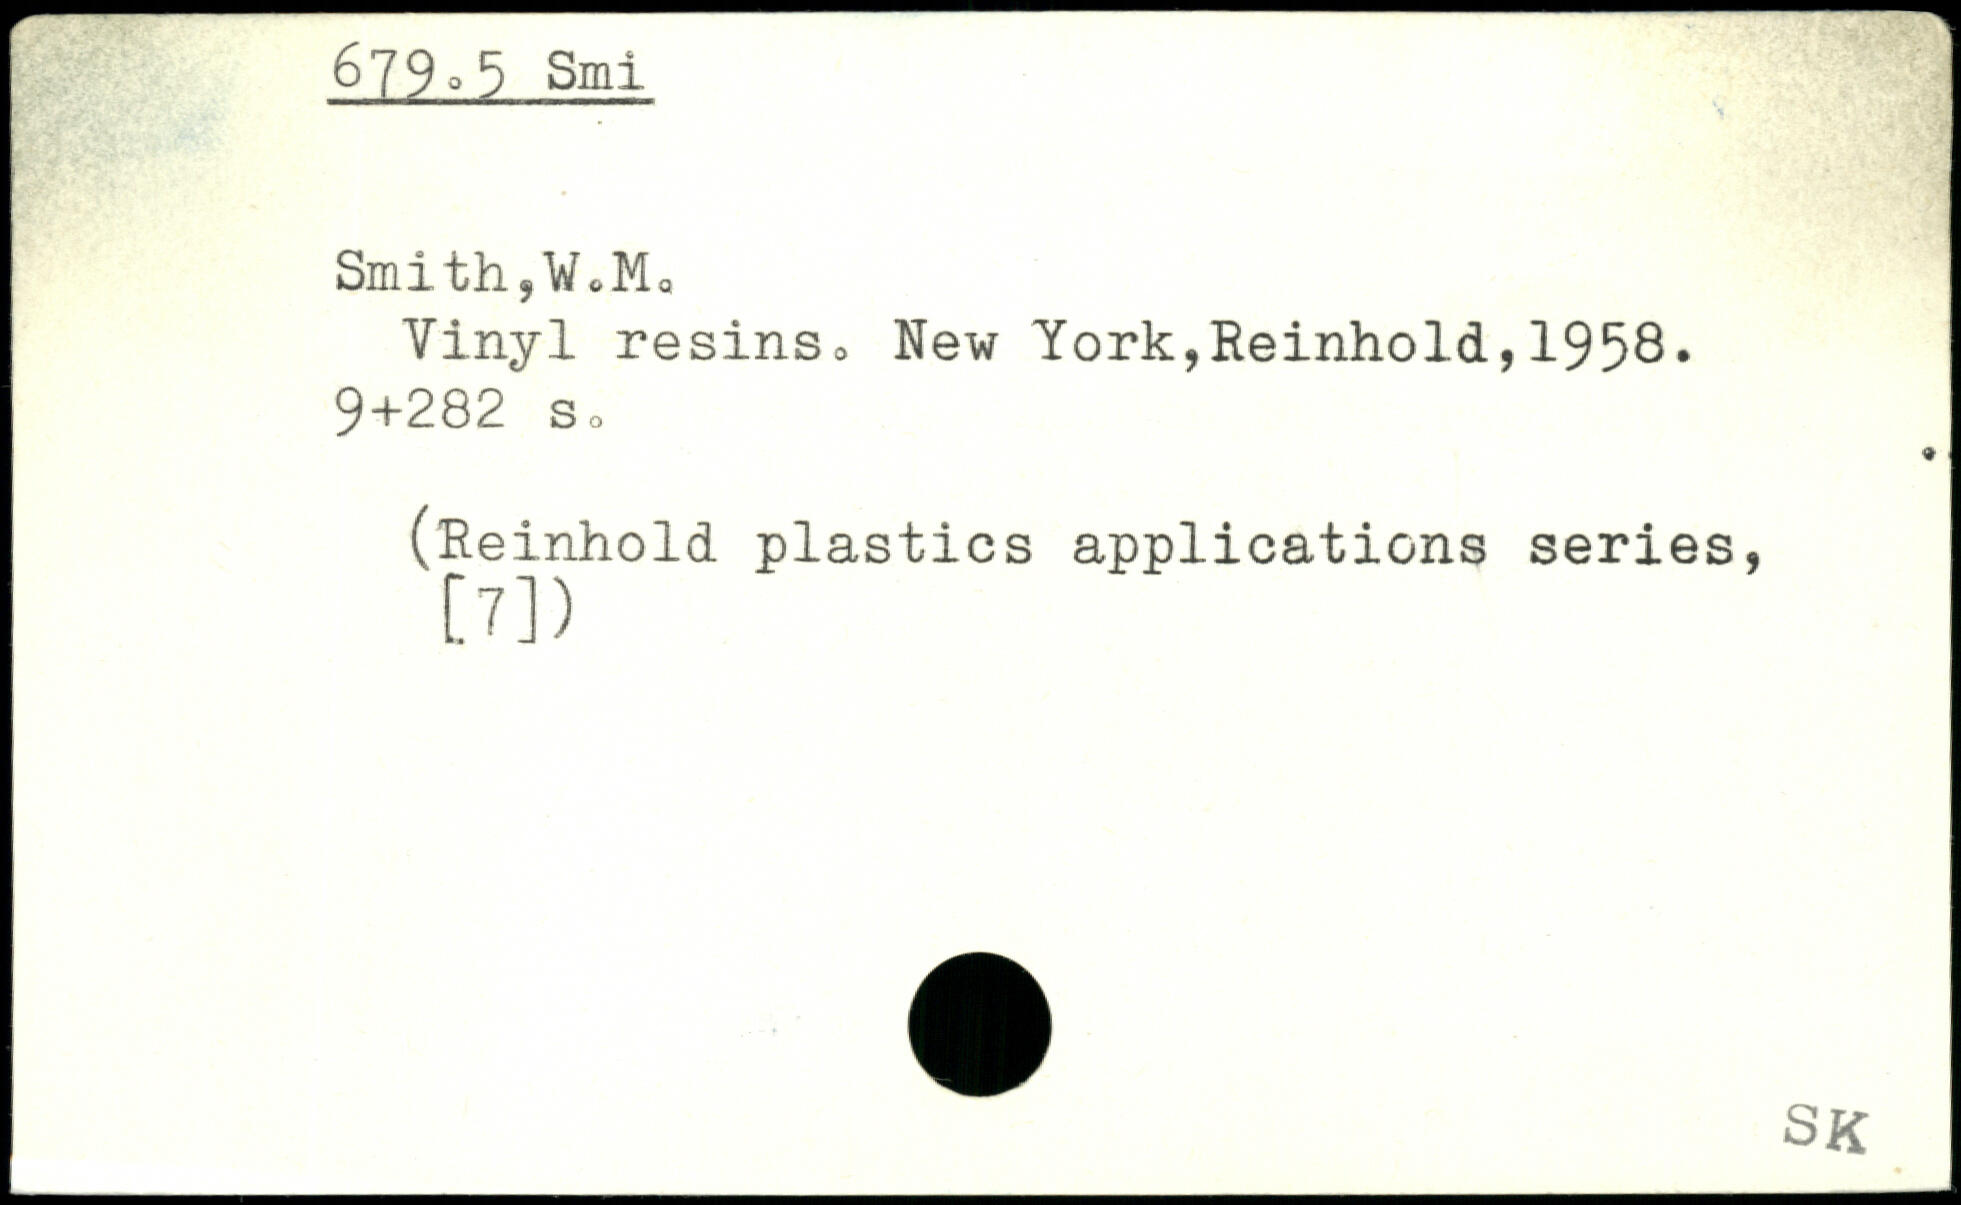 679.5 Smi
Smith,W.M.
Vinyl resins. New York,Reinhold,1958.
9+282 s.
(Reinhold plastics applications series,
[7])
SK